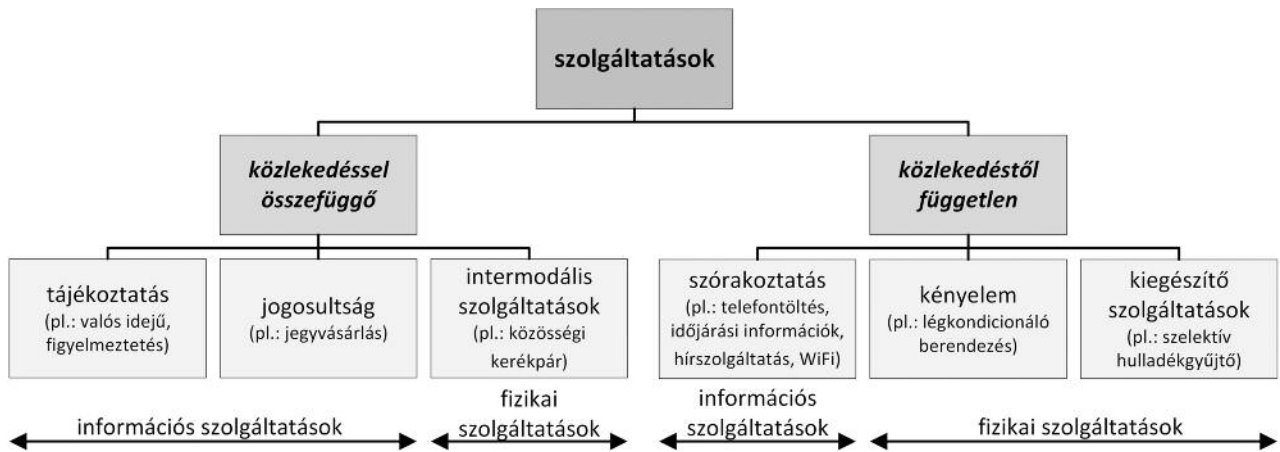 szolgáltatások
közlekedéssel
összefüggő
közlekedéstől
független
tájékoztatás
(pl.: valós idejű,
figyelmeztetés)
jogosultság
(pl.: jegyvásárlás)
intermodális
szolgáltatások
(pl.: közösségi
kerékpár)
szórakoztatás
(pl.: telefontöltés,
időjárási információk,
hírszolgáltatás, WiFi)
kényelem
(pl.: légkondicionáló
berendezés)
kiegészítő
szolgáltatások
(pl.: szelektív
hulladékgyűjtő)
információs szolgáltatások
fizikai
szolgáltatások
információs
szolgáltatások
fizikai szolgáltatások